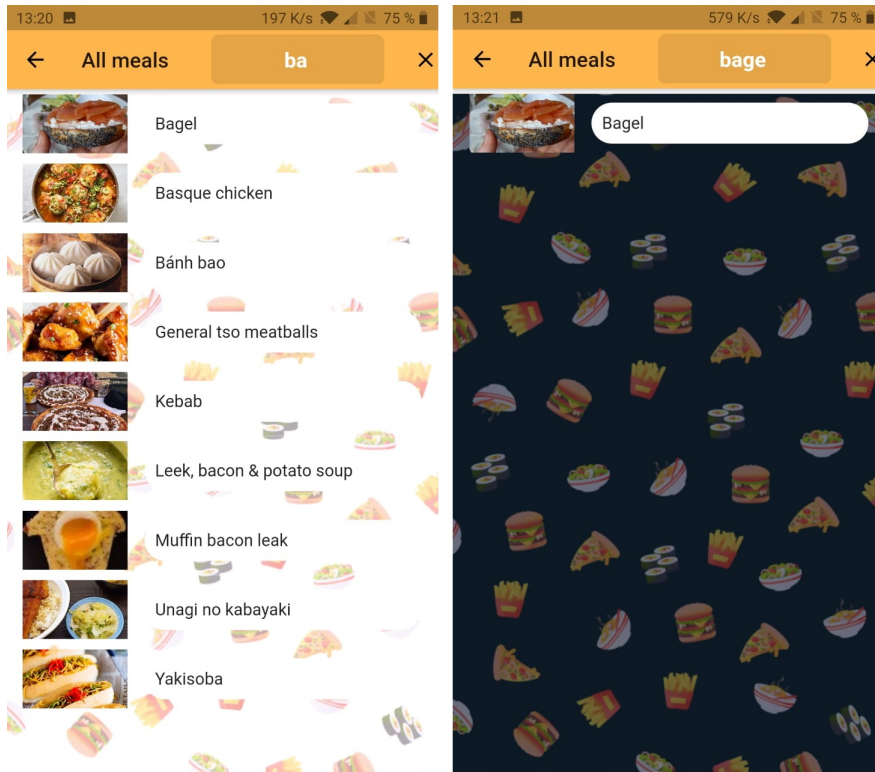 13:20 197 K/s 75 %
All meals ba
Bagel
Basque chicken
Bánh bao
General tso meatballs
Kebab
Leek, bacon & potato soup
Muffin bacon leak
Unagi no kabayaki
Yakisoba
13:21 579 K/s 75 %
All meals bage
Bagel